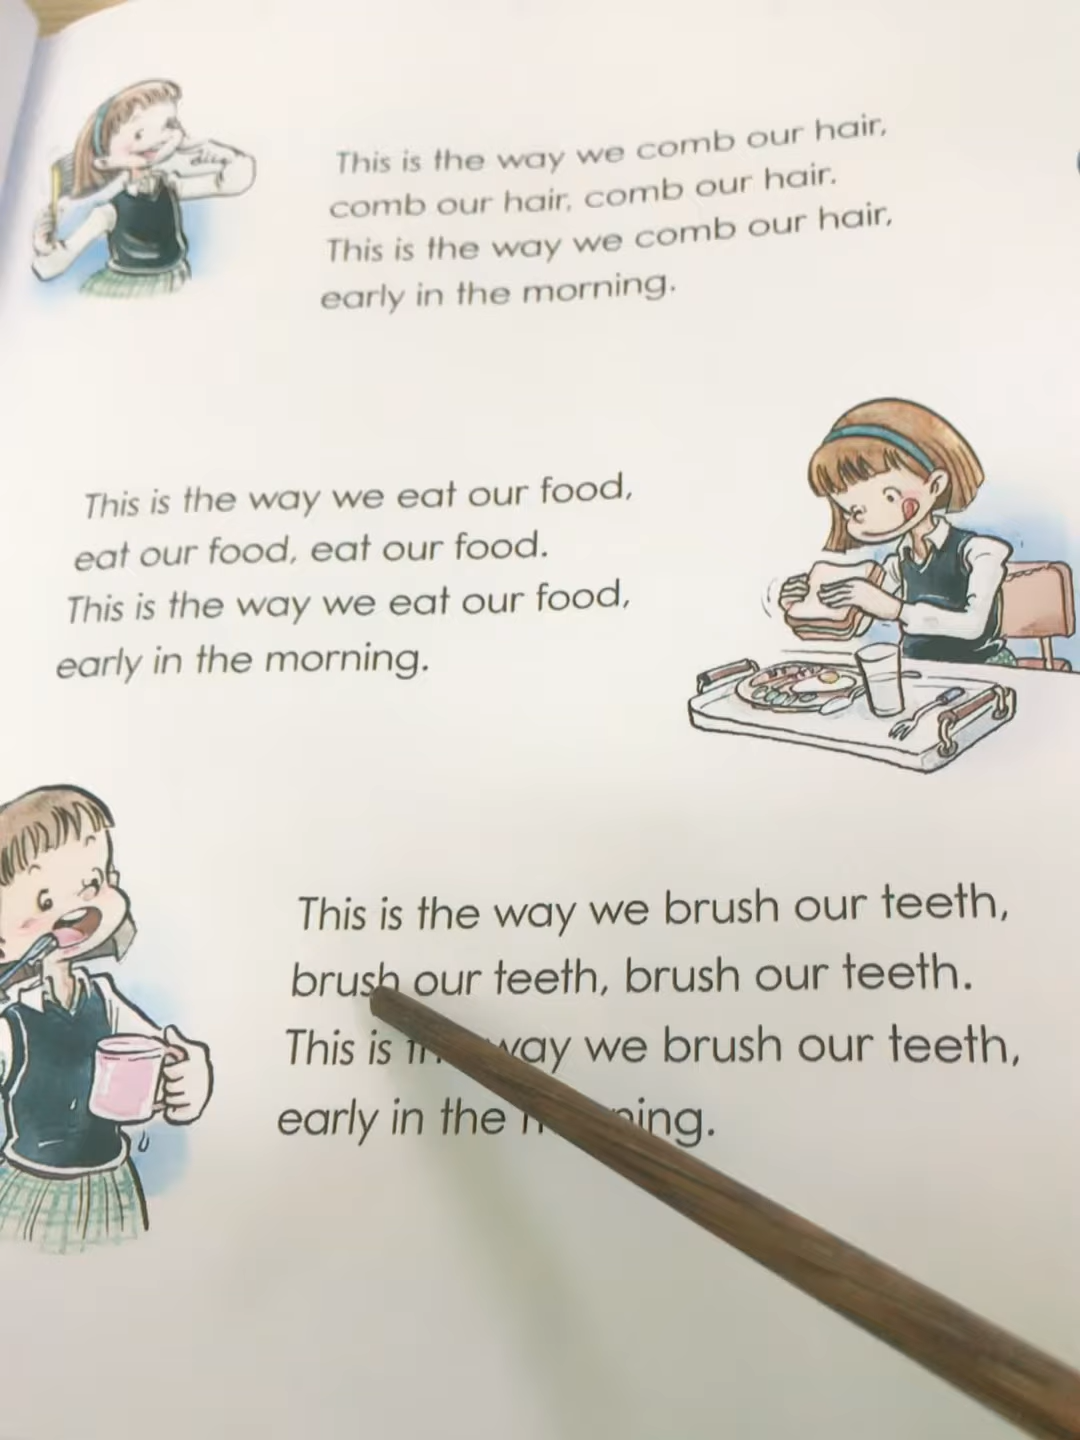 This is the way we comb our hair,
comb our hair, comb our hair.
This is the way we comb our hair,
early in the morning.
This is the way we eat our food,
eat our food, eat our food.
This is the way we eat our food,
early in the morning.
This is the way we brush our teeth,
brush our teeth, brush our teeth.
This is way we brush our teeth,
early in the